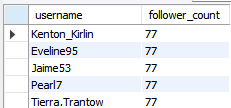 username follower_count
Kenton_Kirlin 77
Eveline95 77
Jaime53 77
Pearl7 77
Tierra.Trantow 77